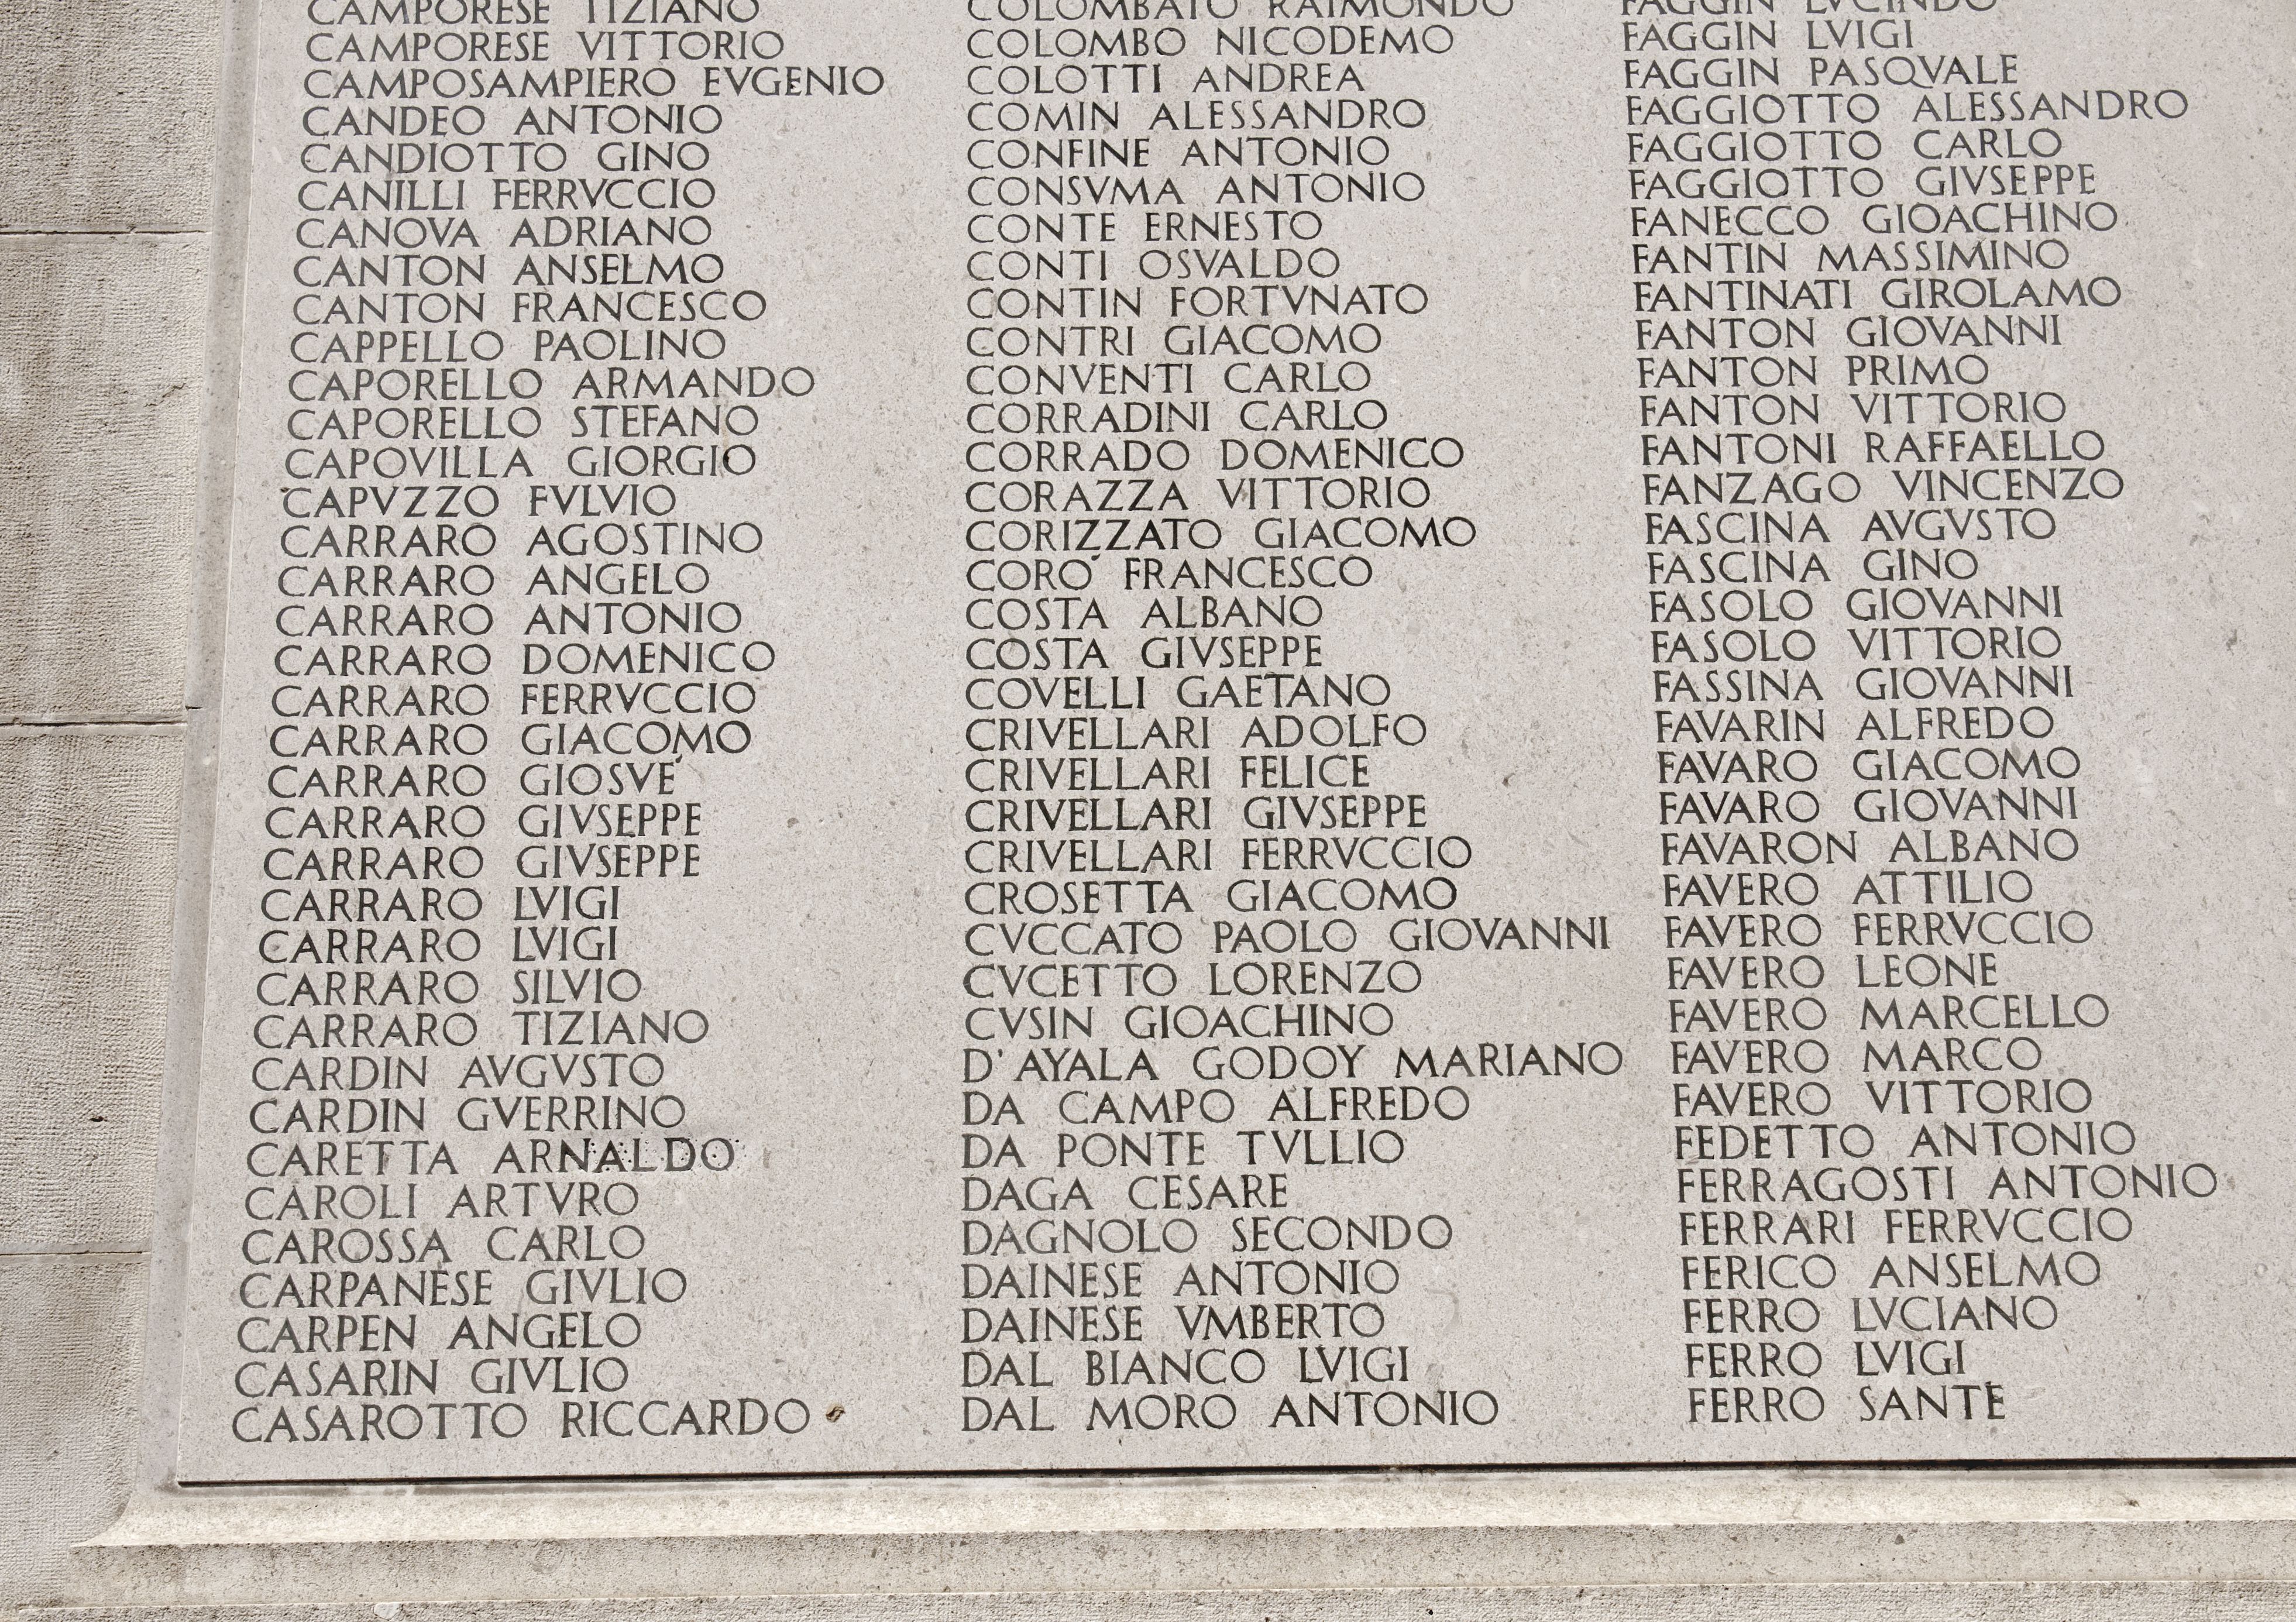 CAMPORESE TIZIANO
CAMPORESE VITTORIO
CAMPOSAMPIERO EVGENIO
CANDEO ANTONIO
CANDIOTTO GINO
CANILLI FERRVCCIO
CANOVA ADRIANO
CANTON ANSELMO
CANTON FRANCESCO
CAPPELLO PAOLINO
CAPORELLO ARMANDO
CAPORELLO STEFANO
CAPOVILLA GIORGIO
CAPVZZO FVLVIO
CARRARO AGOSTINO
CARRARO ANGELO
CARRARO ANTONIO
CARRARO DOMENICO
CARRARO FERRVCCIO
CARRARO GIACOMO
CARRARO GIOSVE'
CARRARO GIVSEPPE
CARRARO GIVSEPPE
CARRARO LVIGI
CARRARO LVIGI
CARRARO SILVIO
CARRARO TIZIANO
CARDIN AVGVSTO
CARDIN GVERRINO
CARETTA ARNALDO
CAROLI ARTVRO
CAROSSA CARLO
CARPANESE GIVLIO
CARPEN ANGELO
CASARIN GIVLIO
CASAROTTO RICCARDO
COLOMBATO RAIMONDO
COLOMBO NICODEMO
COLOTTI ANDREA
COMIN ALESSANDRO
CONFINE ANTONIO
CONSVMA ANTONIO
CONTE ERNESTO
CONTI OSVALDO
CONTIN FORTVNATO
CONTRI GIACOMO
CONVENTI CARLO
CORRADINI CARLO
CORRADO DOMENICO
CORAZZA VITTORIO
CORIZZATO GIACOMO
CORO' FRANCESCO
COSTA ALBANO
COSTA GIVSEPPE
COVELLI GAETANO
CRIVELLARI ADOLFO
CRIVELLARI FELICE
CRIVELLARI GIVSEPPE
CRIVELLARI FERRVCCIO
CROSETTA GIACOMO
CVCCATO PAOLO GIOVANNI
CVCETTO LORENZO
CVSIN GIOACHINO
D'AYALA GODOY MARIANO
DA CAMPO ALFREDO
DA PONTE TVLLIO
DAGA CESARE
DAGNOLO SECONDO
DAINESE ANTONIO
DAINESE VMBERTO
DAL BIANCO LVIGI
DAL MORO ANTONIO
FAGGIN LVCINDO
FAGGIN LVIGI
FAGGIN PASQVALE
FAGGIOTTO ALESSANDRO
FAGGIOTTO CARLO
FAGGIOTTO GIVSEPPE
FANECCO GIOACHINO
FANTIN MASSIMINO
FANTINATI GIROLAMO
FANTON GIOVANNI
FANTON PRIMO
FANTON VITTORIO
FANTONI RAFFAELLO
FANZAGO VINCENZO
FASCINA AVGVSTO
FASCINA GINO
FASOLO GIOVANNI
FASOLO VITTORIO
FASSINA GIOVANNI
FAVARIN ALFREDO
FAVARO GIACOMO
FAVARO GIOVANNI
FAVARON ALBANO
FAVERO ATTILIO
FAVERO FERRVCCIO
FAVERO LEONE
FAVERO MARCELLO
FAVERO MARCO
FAVERO VITTORIO
FEDETTO ANTONIO
FERRAGOSTI ANTONIO
FERRARI FERRVCCIO
FERICO ANSELMO
FERRO LVCIANO
FERRO LVIGI
FERRO SANTE